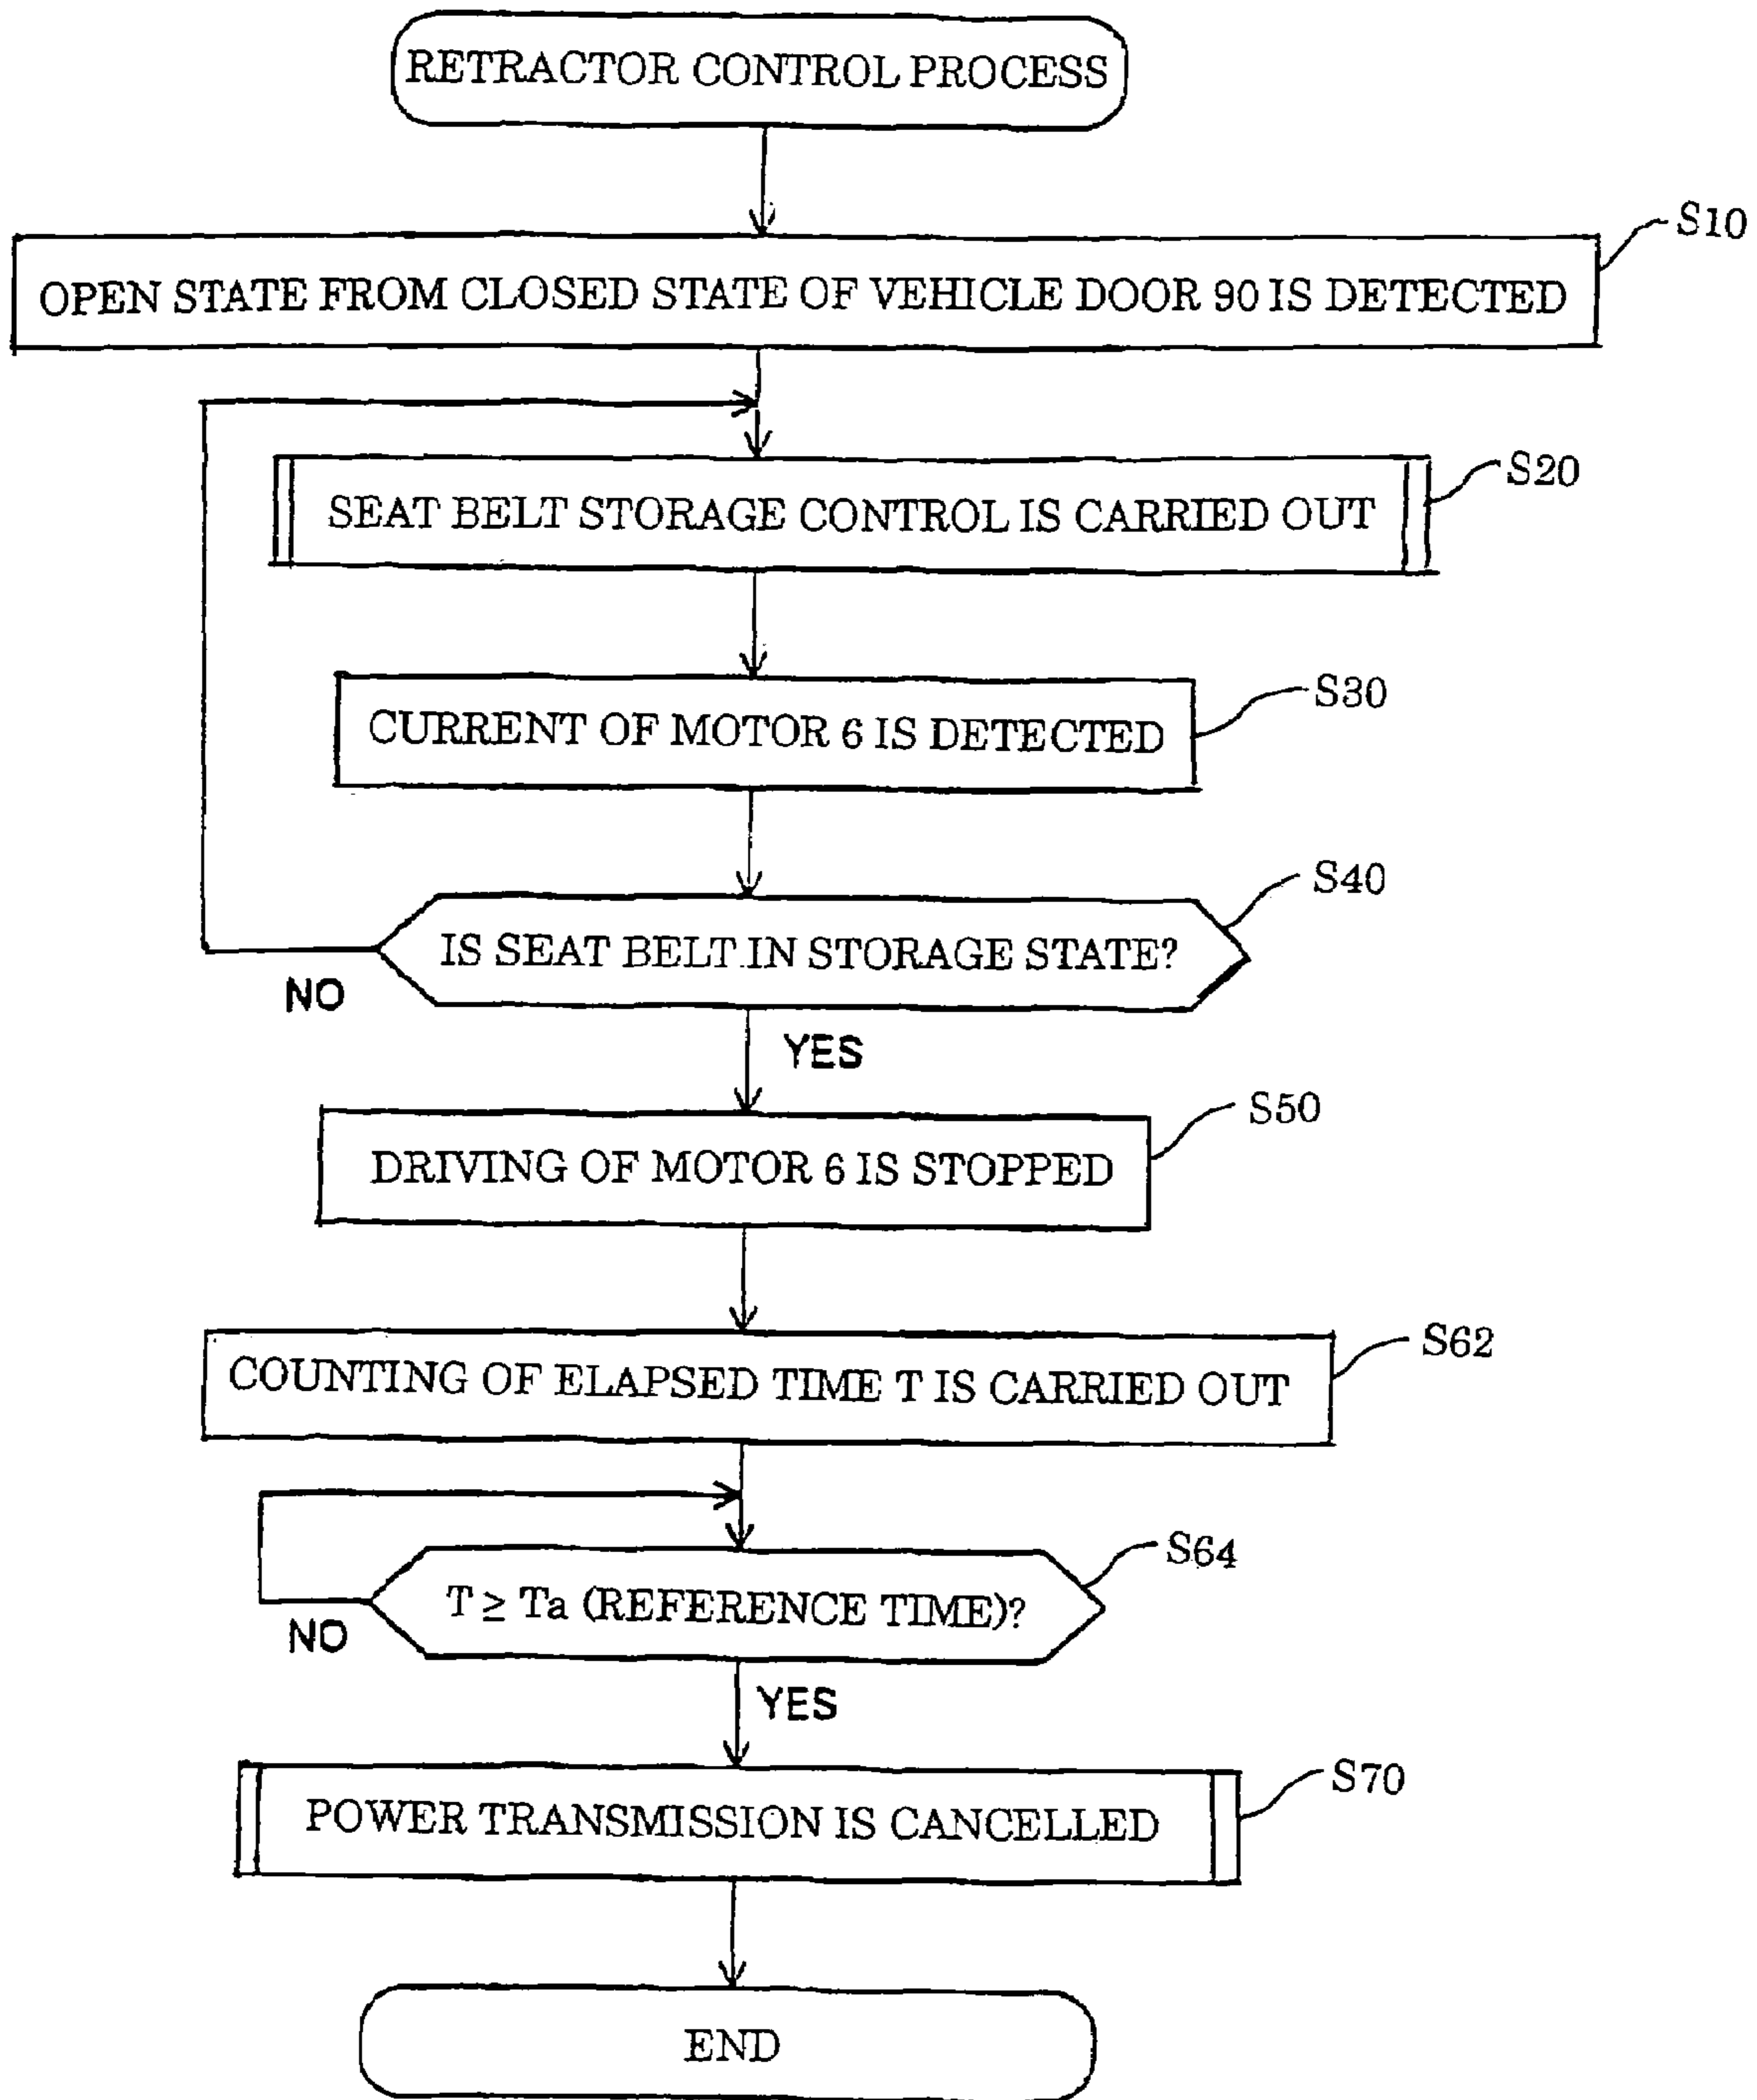 RETRACTOR CONTROL PROCESS
S10
OPEN STATE FROM CLOSED STATE OF VEHICLE DOOR 90 IS DETECTED
S20
SEAT BELT STORAGE CONTROL IS CARRIED OUT
S30
CURRENT OF MOTOR 6 IS DETECTED
S40
IS SEAT BELT IN STORAGE STATE?
NO
YES
S50
DRIVING OF MOTOR 6 IS STOPPED
S62
COUNTING OF ELAPSED TIME T IS CARRIED OUT
S64
T ≥ Ta (REFERENCE TIME)?
NO
YES
S70
POWER TRANSMISSION IS CANCELLED
END